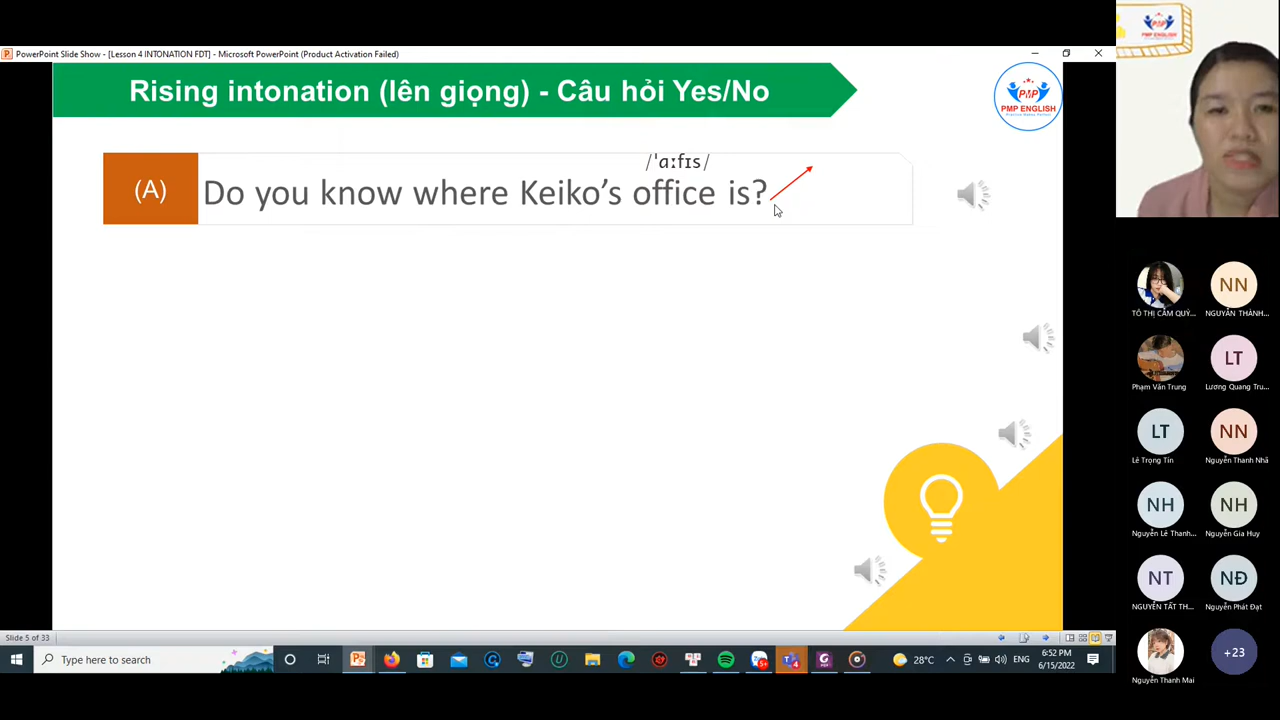 PowerPoint Slide Show - [Lesson 4 INTONATION FDT] - Microsoft PowerPoint (Product Activation Failed)
Rising intonation (lên giọng) - Câu hỏi Yes/No
PMP
PMP ENGLISH
/ˈɑːfɪs/
(A)
Do you know where Keiko's office is?
PMP
TÔ THỊ CẨM QUỲ...
NN
NGUYỄN THÀNH...
Phạm Văn Trung
LT
Lương Quang Tru...
LT
Lê Trọng Tín
NN
Nguyễn Thanh Nhã
NH
Nguyễn Lê Thanh...
NH
Nguyễn Gia Huy
NT
NGUYỄN TẤT TH...
NĐ
Nguyễn Phát Đạt
Nguyễn Thanh Mai
+23
Slide 5 of 33
Type here to search
28°C
ENG
6:52 PM
6/15/2022